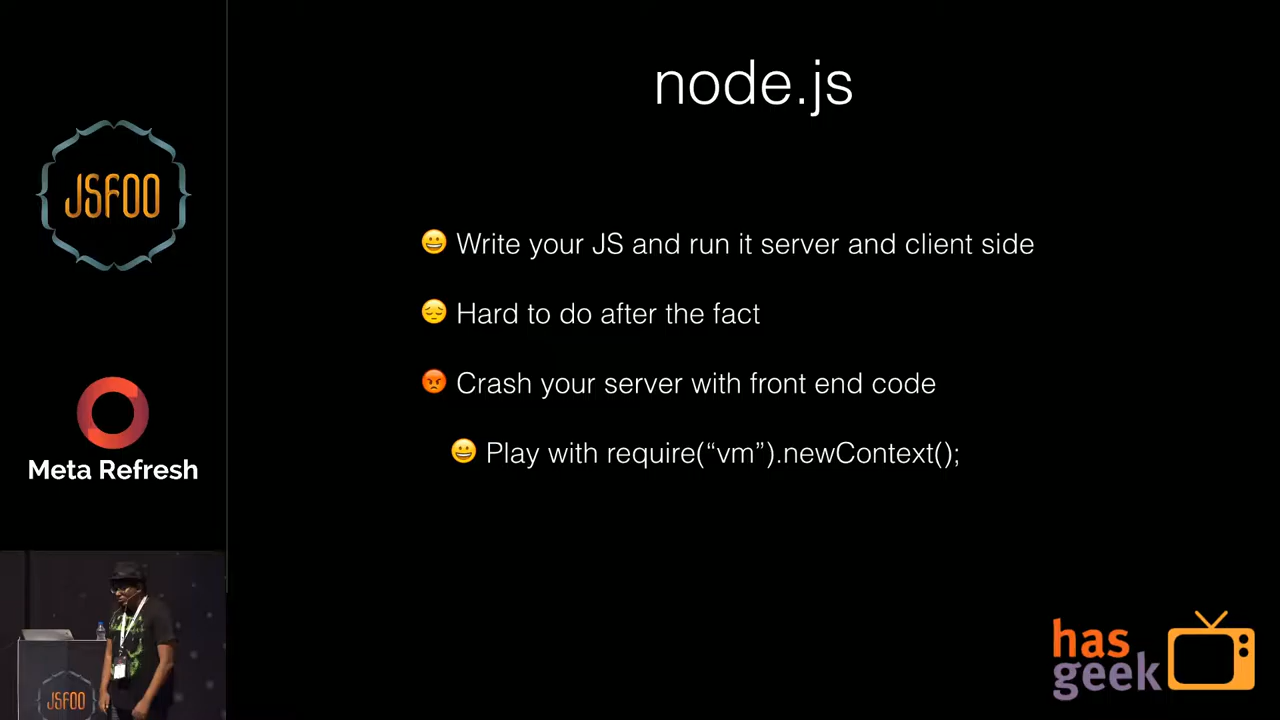 node.js
JSFOO
😀 Write your JS and run it server and client side
😔 Hard to do after the fact
😡 Crash your server with front end code
😀 Play with require(“vm”).newContext();
Meta Refresh
JSFOO
has
geek